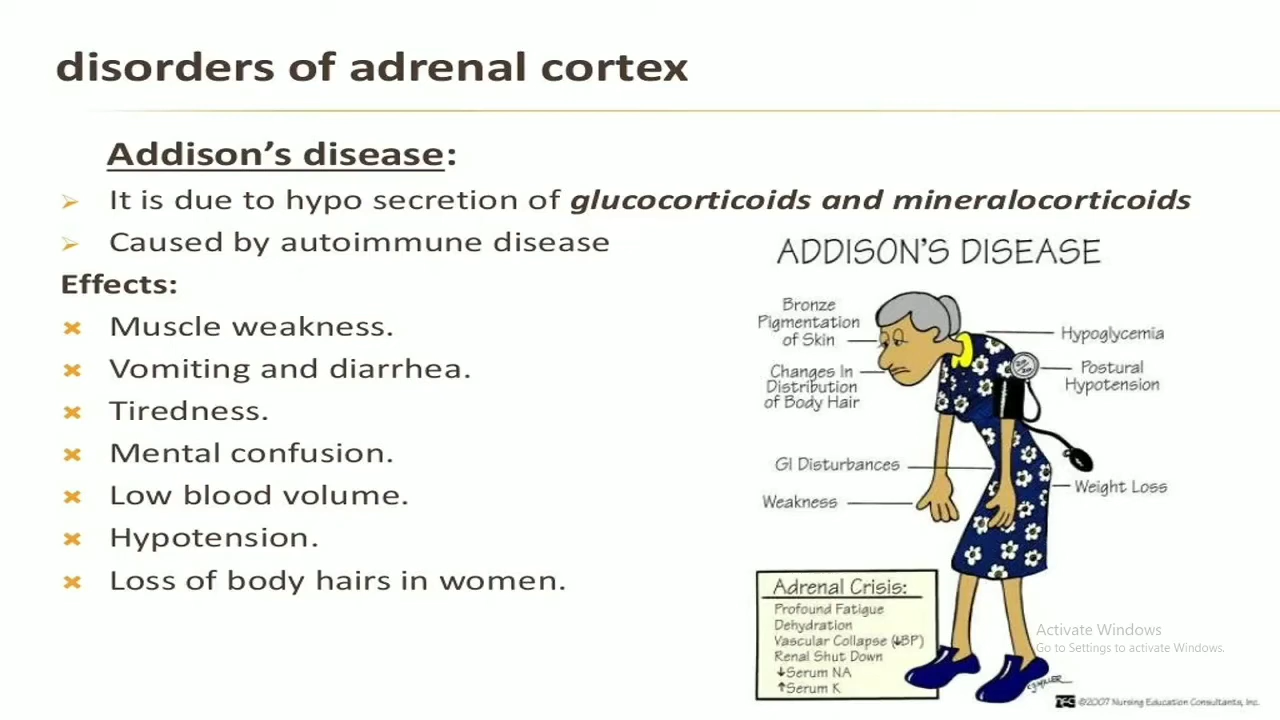 disorders of adrenal cortex
Addison's disease:
It is due to hypo secretion of glucocorticoids and mineralocorticoids
Caused by autoimmune disease
Effects:
Muscle weakness.
Vomiting and diarrhea.
Tiredness.
Mental confusion.
Low blood volume.
Hypotension.
Loss of body hairs in women.
ADDISON'S DISEASE
Bronze
Pigmentation
of Skin
Changes In
Distribution
of Body Hair
GI Disturbances
Weakness
Hypoglycemia
Postural
Hypotension
Weight Loss
Adrenal Crisis:
Profound Fatigue
Dehydration
Vascular Collapse (↓BP)
Renal Shut Down
↓Serum NA
↑Serum K
Activate Windows
Go to Settings to activate Windows.
©2007 Nursing Education Consultants, Inc.